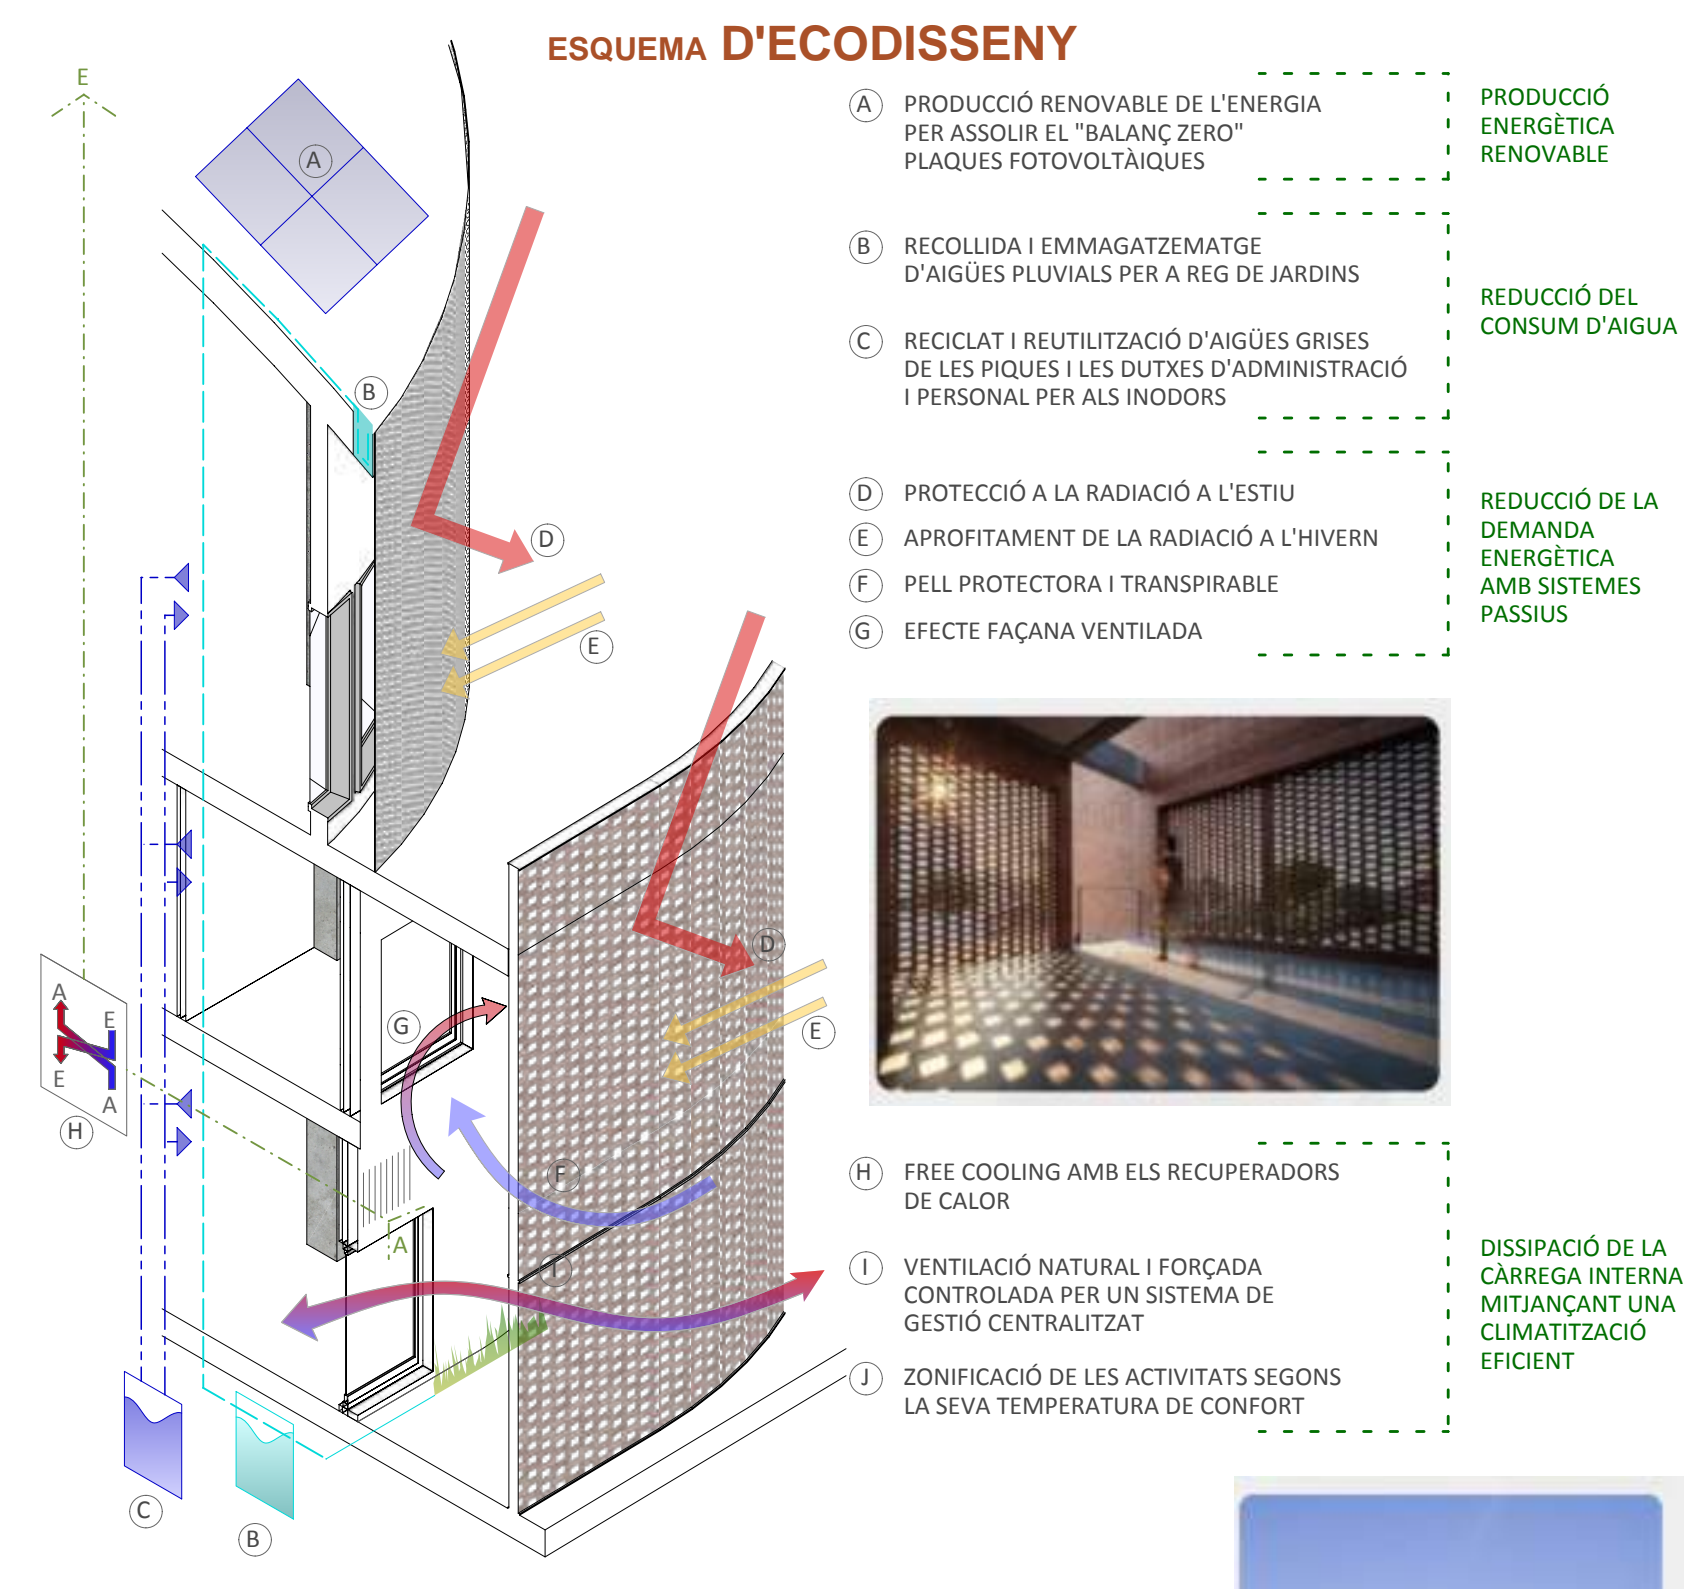 ESQUEMA D'ECODISSENY
A PRODUCCIÓ RENOVABLE DE L'ENERGIA
PER ASSOLIR EL "BALANÇ ZERO"
PLAQUES FOTOVOLTÀIQUES
PRODUCCIÓ
ENERGÈTICA
RENOVABLE
B RECOLLIDA I EMMAGATZEMATGE
D'AIGÜES PLUVIALS PER A REG DE JARDINS
C RECICLAT I REUTILITZACIÓ D'AIGÜES GRISES
DE LES PIQUES I LES DUTXES D'ADMINISTRACIÓ
I PERSONAL PER ALS INODORS
REDUCCIÓ DEL
CONSUM D'AIGUA
D PROTECCIÓ A LA RADIACIÓ A L'ESTIU
E APROFITAMENT DE LA RADIACIÓ A L'HIVERN
F PELL PROTECTORA I TRANSPIRABLE
G EFECTE FAÇANA VENTILADA
REDUCCIÓ DE LA
DEMANDA
ENERGÈTICA
AMB SISTEMES
PASSIUS
H FREE COOLING AMB ELS RECUPERADORS
DE CALOR
I VENTILACIÓ NATURAL I FORÇADA
CONTROLADA PER UN SISTEMA DE
GESTIÓ CENTRALITZAT
J ZONIFICACIÓ DE LES ACTIVITATS SEGONS
LA SEVA TEMPERATURA DE CONFORT
DISSIPACIÓ DE LA
CÀRREGA INTERNA
MITJANÇANT UNA
CLIMATITZACIÓ
EFICIENT
E
A
B
D
E
D
E
G
A
E
E
A
H
F
A
I
C
B